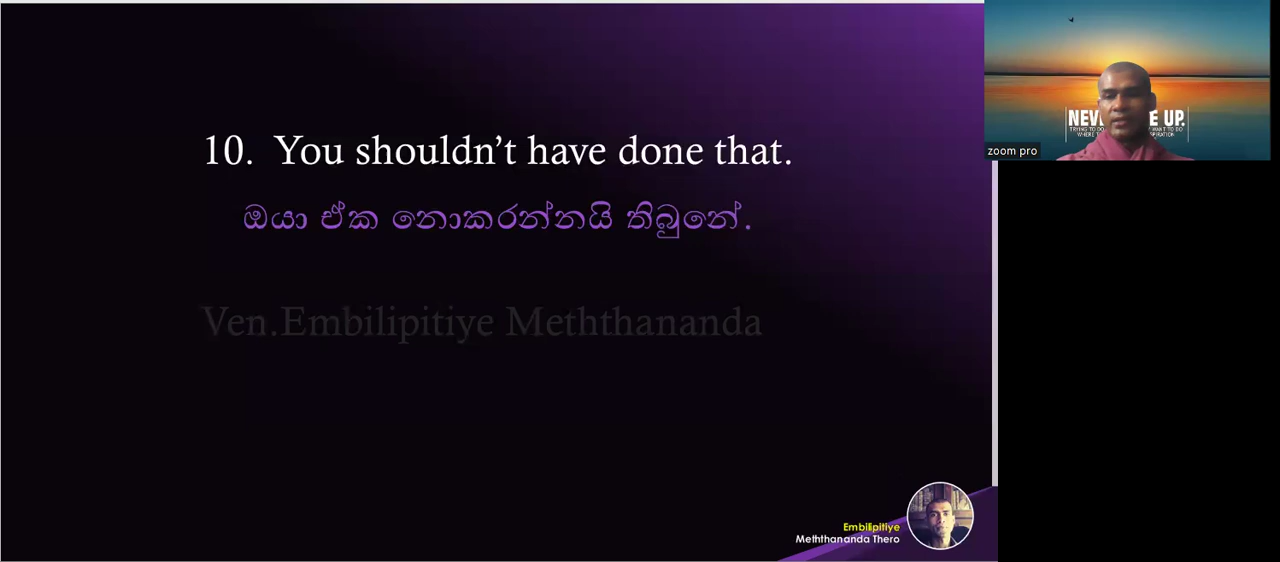 10. You shouldn't have done that.
ඔයා ඒක නොකරන්නයි තිබුනේ.
Ven.Embilipitiye Meththananda
Embilipitiye
Meththananda Thero
zoom pro